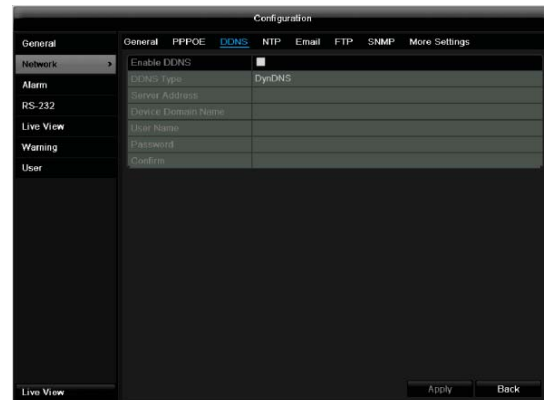 Configuration
General
Network >
Alarm
RS-232
Live View
Warning
User
Live View
General PPPOE DDNS NTP Email FTP SNMP More Settings
Enable DDNS
DDNS Type DynDNS
Server Address
Device Domain Name
User Name
Password
Confirm
Apply Back